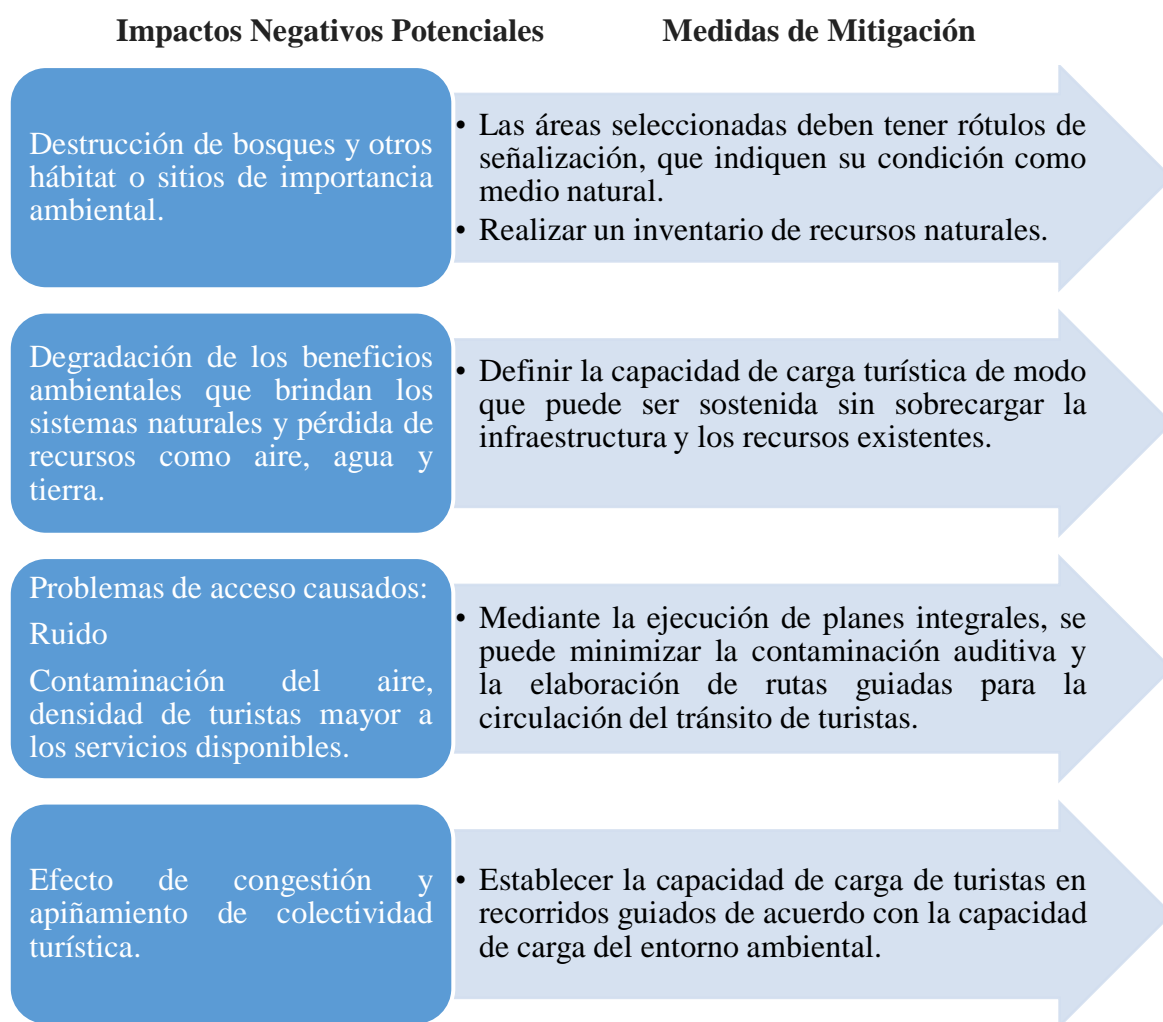 Impactos Negativos Potenciales
Medidas de Mitigación
Destrucción de bosques y otros
hábitat o sitios de importancia
ambiental.
• Las áreas seleccionadas deben tener rótulos de
señalización, que indiquen su condición como
medio natural.
• Realizar un inventario de recursos naturales.
Degradación de los beneficios
ambientales que brindan los
sistemas naturales y pérdida de
recursos como aire, agua y
tierra.
• Definir la capacidad de carga turística de modo
que puede ser sostenida sin sobrecargar la
infraestructura y los recursos existentes.
Problemas de acceso causados:
Ruido
Contaminación del aire,
densidad de turistas mayor a
los servicios disponibles.
• Mediante la ejecución de planes integrales, se
puede minimizar la contaminación auditiva y
la elaboración de rutas guiadas para la
circulación del tránsito de turistas.
Efecto de congestión y
apiñamiento de colectividad
turística.
• Establecer la capacidad de carga de turistas en
recorridos guiados de acuerdo con la capacidad
de carga del entorno ambiental.